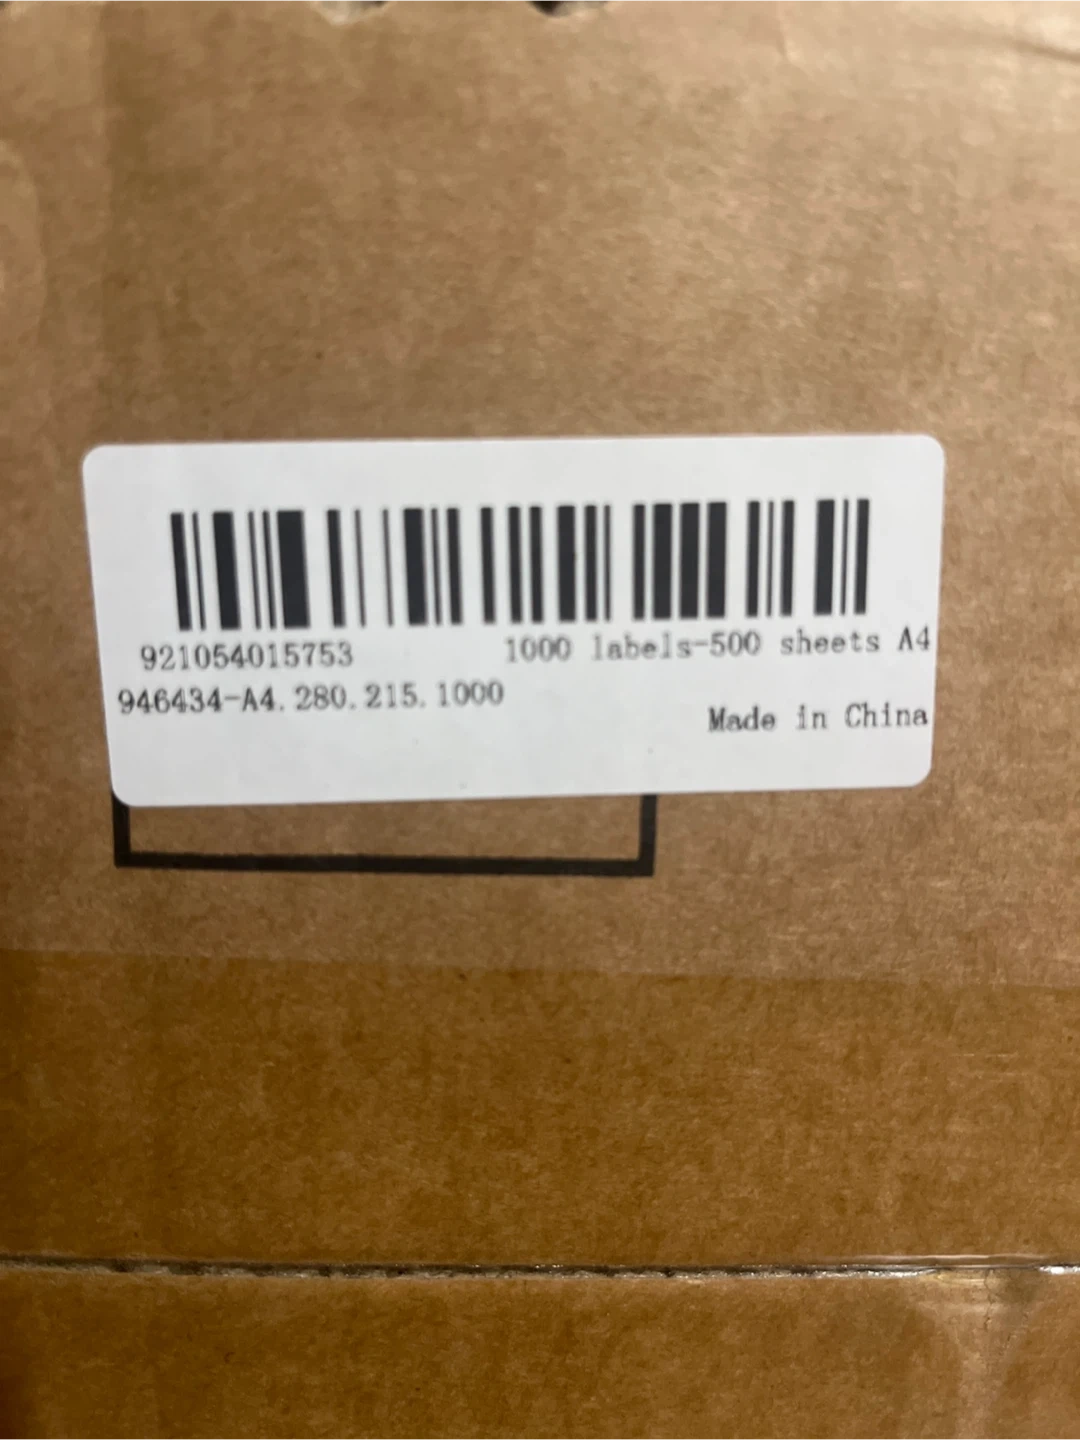 921054015753 1000 labels-500 sheets A4
946434-A4.280.215.1000
Made in China